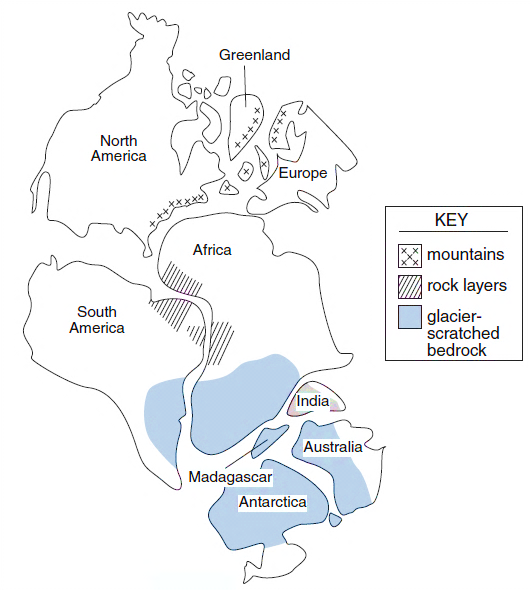 Greenland
North
America
Europe
Africa
South
America
India
Australia
Madagascar
Antarctica
KEY
mountains
rock layers
glacier-
scratched
bedrock